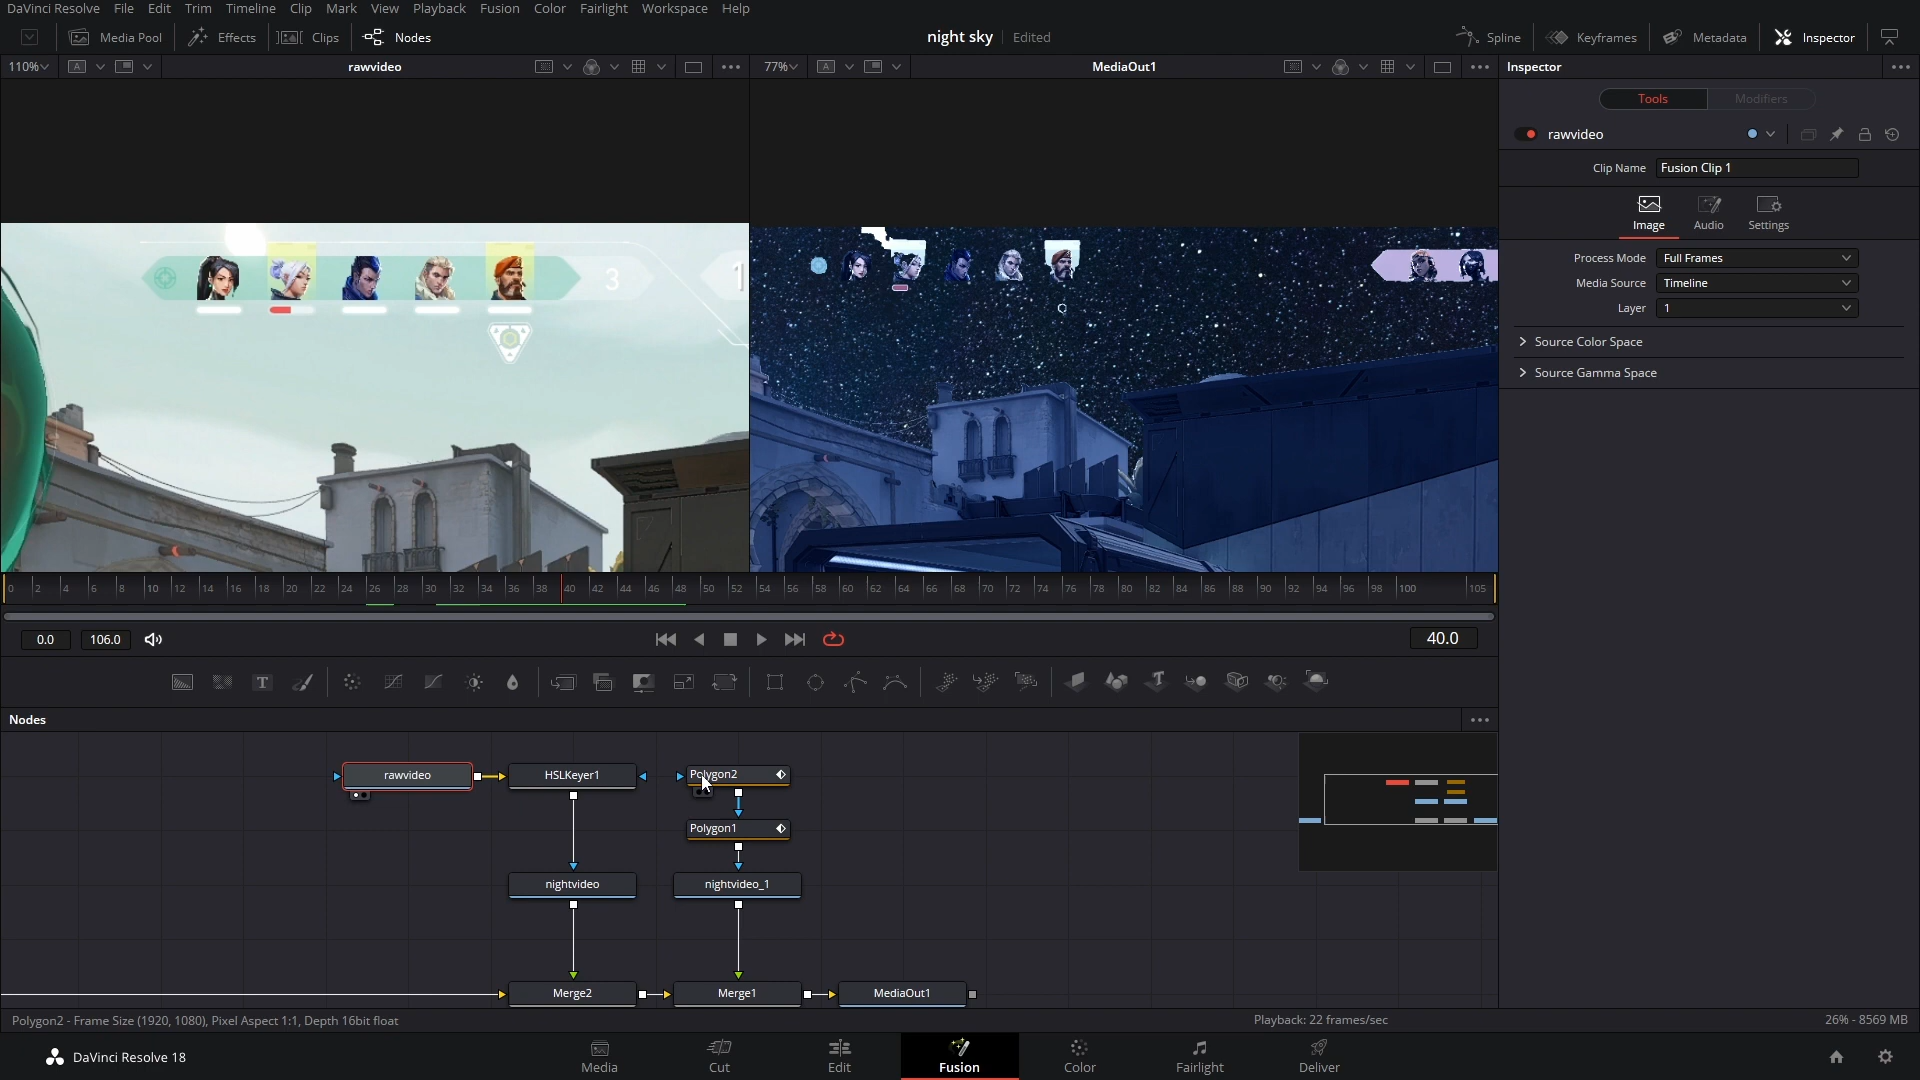 DaVinci Resolve File Edit Trim Timeline Clip Mark View Playback Fusion Color Fairlight Workspace Help
Media Pool Effects Clips Nodes night sky Edited Spline Keyframes Metadata Inspector
110% A rawvideo 77% A MediaOut1 Inspector
Tools Modifiers
rawvideo
Clip Name Fusion Clip 1
Image Audio Settings
Process Mode Full Frames
Media Source Timeline
Layer 1
Source Color Space
Source Gamma Space
3 1
0 2 4 6 8 10 12 14 16 18 20 22 24 26 28 30 32 34 36 38 40 42 44 46 48 50 52 54 56 58 60 62 64 66 68 70 72 74 76 78 80 82 84 86 88 90 92 94 96 98 100 105
0.0 106.0 40.0
T T
Nodes
rawvideo HSLKeyer1 Polygon2
Polygon1
nightvideo nightvideo_1
Merge2 Merge1 MediaOut1
Polygon2 - Frame Size (1920, 1080), Pixel Aspect 1:1, Depth 16bit float Playback: 22 frames/sec 26% - 8569 MB
DaVinci Resolve 18 Media Cut Edit Fusion Color Fairlight Deliver